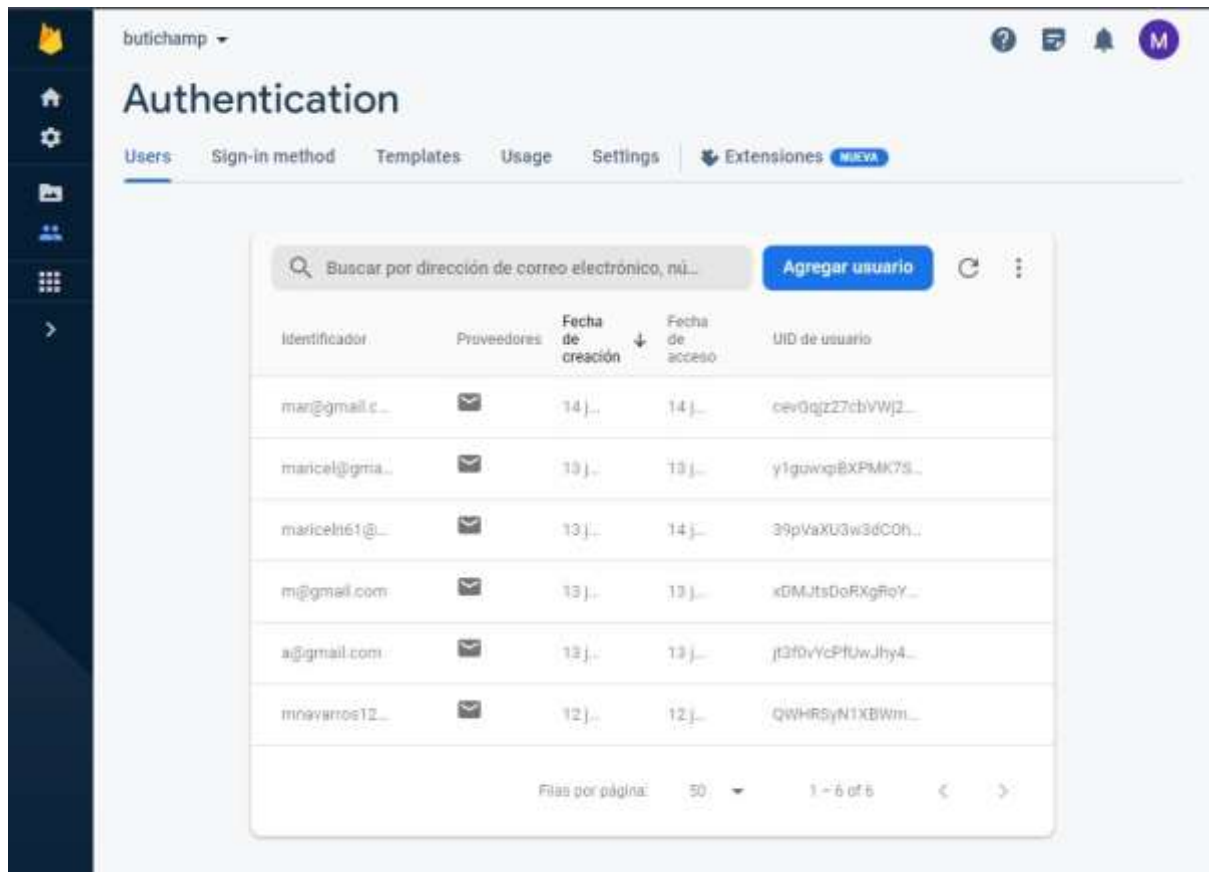 butichamp
M
Authentication
Users Sign-in method Templates Usage Settings Extensiones NUEVA
Buscar por dirección de correo electrónico, nú... Agregar usuario
Identificador Proveedores Fecha de creación Fecha de acceso UID de usuario
mar@gmail.c... 14 j... 14 j...
maricel@gma... 13 j... 13 j... y1guwxpBXPMK7S...
mariceln61@... 13 j... 14 j... 39pVaXU3w3dC0h...
m@gmail.com 13 j... 13 j... xDMJtsDoRXgRoY...
a@gmail.com 13 j... 13 j... jt3f0vYcPfUwJhy4...
mnavarros12... 12 j... 12 j... QWHRSyN1XBWm...
Filas por página: 50 1 – 6 of 6